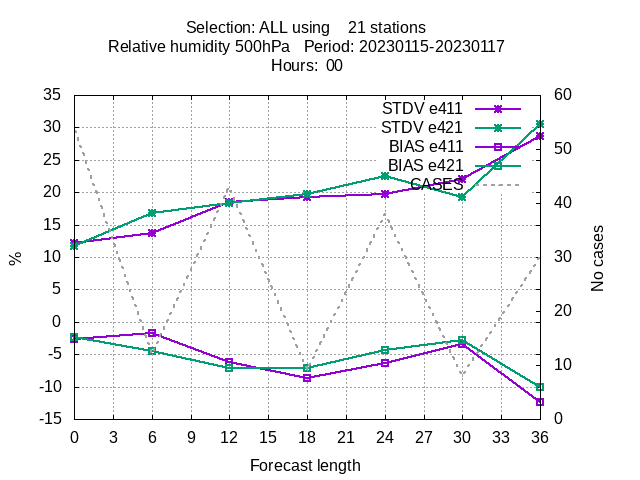 Selection: ALL using    21 stations
Relative humidity 500hPa   Period: 20230115-20230117
Hours:  00
35
30
25
20
15
10
5
0
-5
-10
-15
%
STDV e411
STDV e421
BIAS e411
BIAS e421
CASES
60
50
40
30
20
10
0
No cases
0 3 6 9 12 15 18 21 24 27 30 33 36
Forecast length